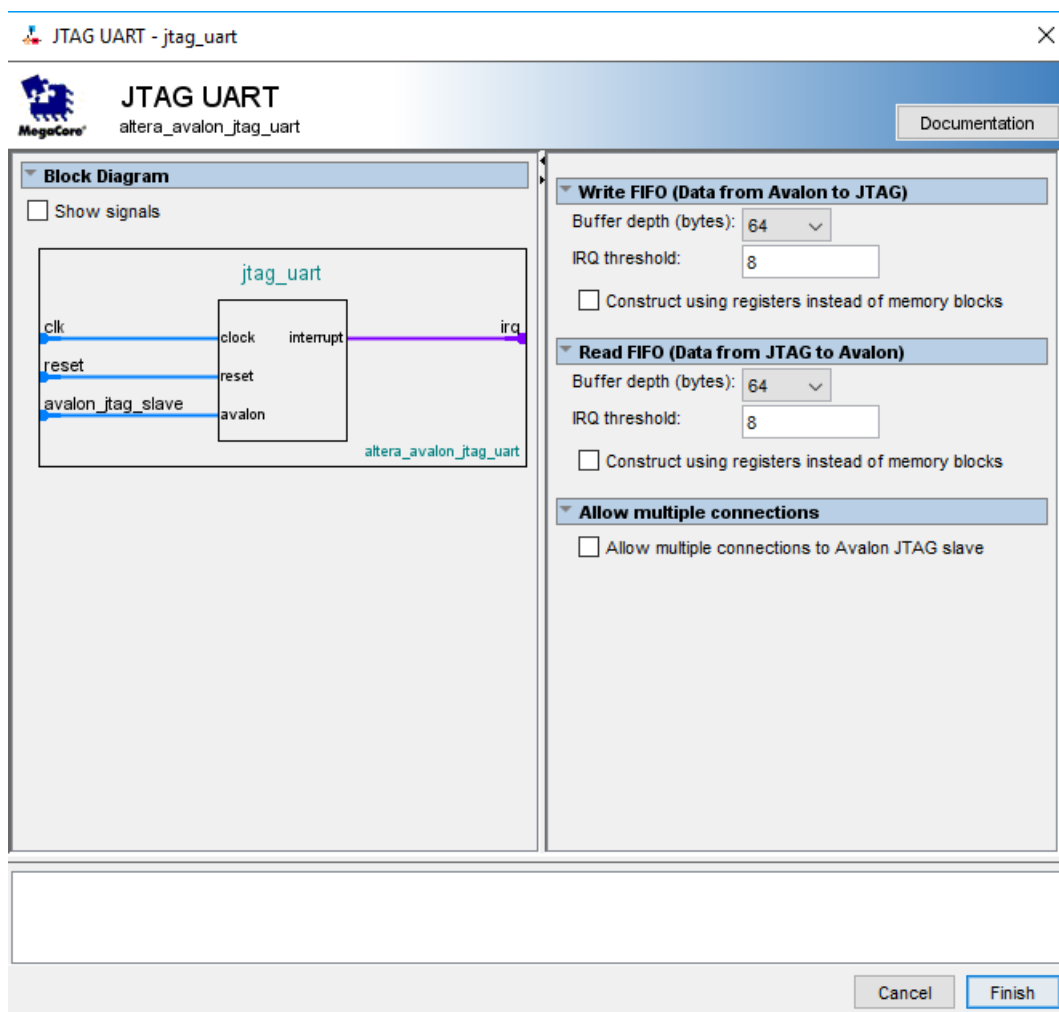 JTAG UART - jtag_uart
JTAG UART
MegaCore®
altera_avalon_jtag_uart
Documentation
Block Diagram
Show signals
jtag_uart
clk
clock
interrupt
irq
reset
reset
avalon_jtag_slave
avalon
altera_avalon_jtag_uart
Write FIFO (Data from Avalon to JTAG)
Buffer depth (bytes): 64
IRQ threshold: 8
Construct using registers instead of memory blocks
Read FIFO (Data from JTAG to Avalon)
Buffer depth (bytes): 64
IRQ threshold: 8
Construct using registers instead of memory blocks
Allow multiple connections
Allow multiple connections to Avalon JTAG slave
Cancel
Finish